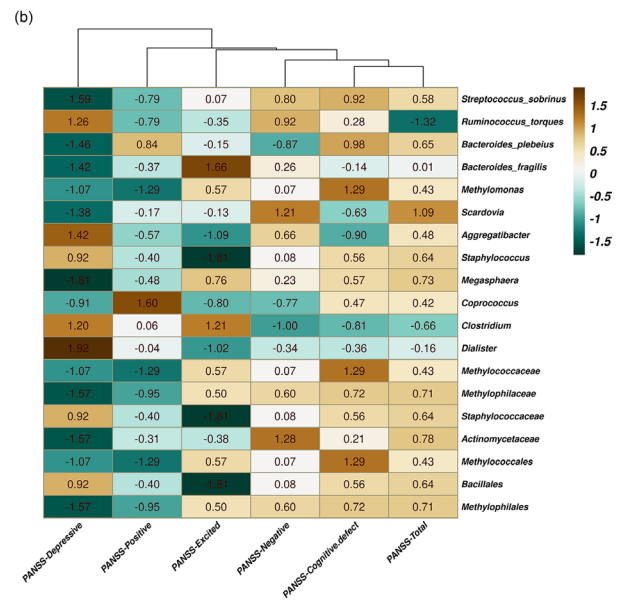 (b)
-1.59 -0.79 0.07 0.80 0.92 0.58 Streptococcus_sobrinus
1.26 -0.79 -0.35 0.92 0.28 -1.32 Ruminococcus_torques
-1.46 0.84 -0.15 -0.87 0.98 0.65 Bacteroides_plebeius
-1.42 -0.37 1.66 0.26 -0.14 0.01 Bacteroides_fragilis
-1.07 -1.29 0.57 0.07 1.29 0.43 Methylomonas
-1.38 -0.17 -0.13 1.21 -0.63 1.09 Scardovia
1.42 -0.57 -1.09 0.66 -0.90 0.48 Aggregatibacter
0.92 -0.40 -1.81 0.08 0.56 0.64 Staphylococcus
-1.81 -0.48 0.76 0.23 0.57 0.73 Megasphaera
-0.91 1.60 -0.80 -0.77 0.47 0.42 Coprococcus
1.20 0.06 1.21 -1.00 -0.81 -0.66 Clostridium
1.92 -0.04 -1.02 -0.34 -0.36 -0.16 Dialister
-1.07 -1.29 0.57 0.07 1.29 0.43 Methylococcaceae
-1.57 -0.95 0.50 0.60 0.72 0.71 Methylophilaceae
0.92 -0.40 -1.81 0.08 0.56 0.64 Staphylococcaceae
-1.57 -0.31 -0.38 1.28 0.21 0.78 Actinomycetaceae
-1.07 -1.29 0.57 0.07 1.29 0.43 Methylococcales
0.92 -0.40 -1.81 0.08 0.56 0.64 Bacillales
-1.57 -0.95 0.50 0.60 0.72 0.71 Methylophilales
PANSS-Depressive
PANSS-Positive
PANSS-Excited
PANSS-Negative
PANSS-Cognitive.defect
PANSS-Total
1.5
1
0.5
0
-0.5
-1
-1.5